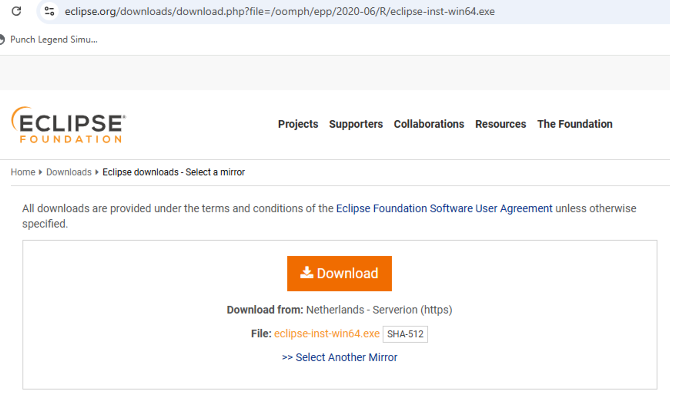 eclipse.org/downloads/download.php?file=/oomph/epp/2020-06/R/eclipse-inst-win64.exe
Punch Legend Simu...
ECLIPSE
FOUNDATION
Projects Supporters Collaborations Resources The Foundation
Home Downloads Eclipse downloads - Select a mirror
All downloads are provided under the terms and conditions of the Eclipse Foundation Software User Agreement unless otherwise
specified.
Download
Download from: Netherlands - Serverion (https)
File: eclipse-inst-win64.exe SHA-512
>> Select Another Mirror